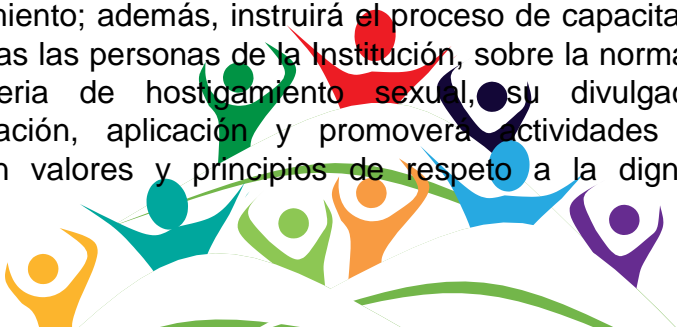 miento; además, instruirá el proceso de capacita
as las personas de la Institución, sobre la norma
eria de hostigamiento sexual, su divulgac
ación, aplicación y promoverá actividades
n valores y principios de respeto a la dign